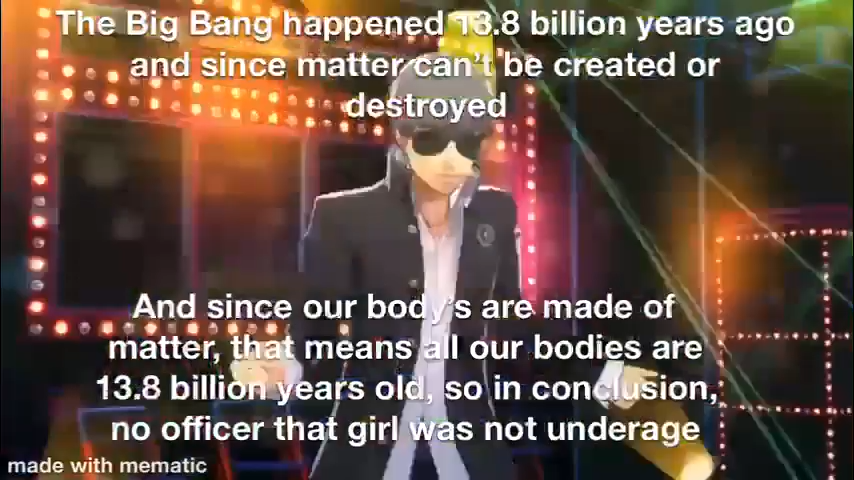 The Big Bang happened 13.8 billion years ago
and since matter can't be created or
destroyed
And since our body's are made of
matter, that means all our bodies are
13.8 billion years old, so in conclusion,
no officer that girl was not underage
made with mematic